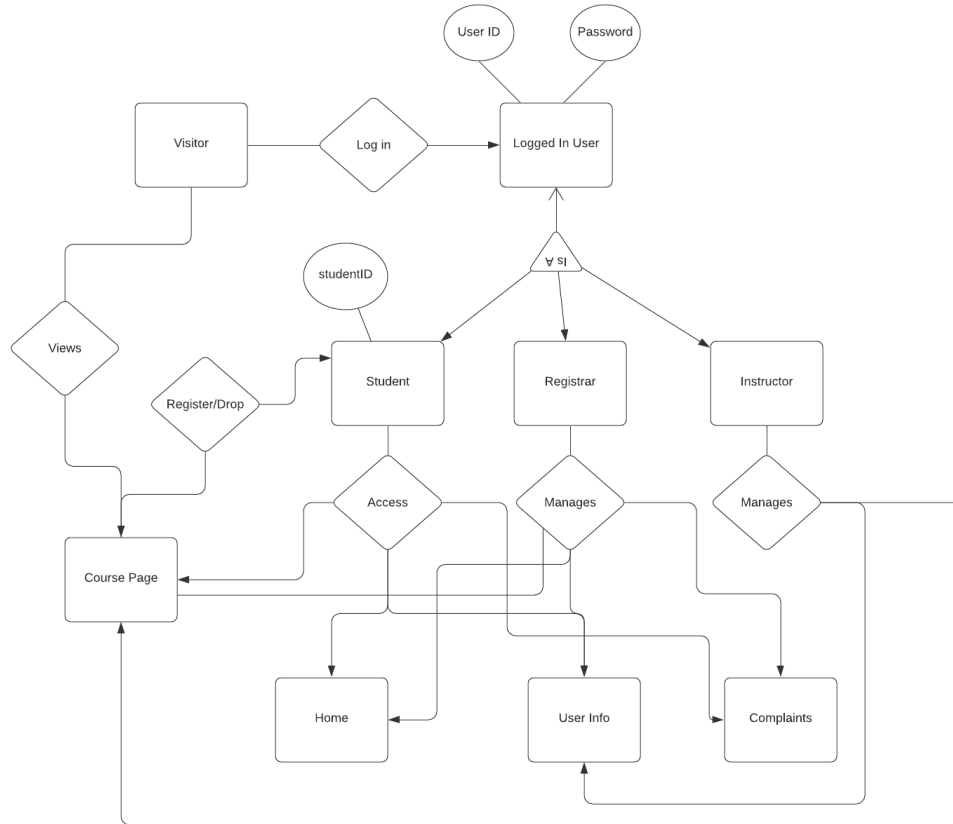 User ID
Password
Visitor
Log in
Logged In User
Is A
studentID
Views
Register/Drop
Student
Registrar
Instructor
Access
Manages
Manages
Course Page
Home
User Info
Complaints